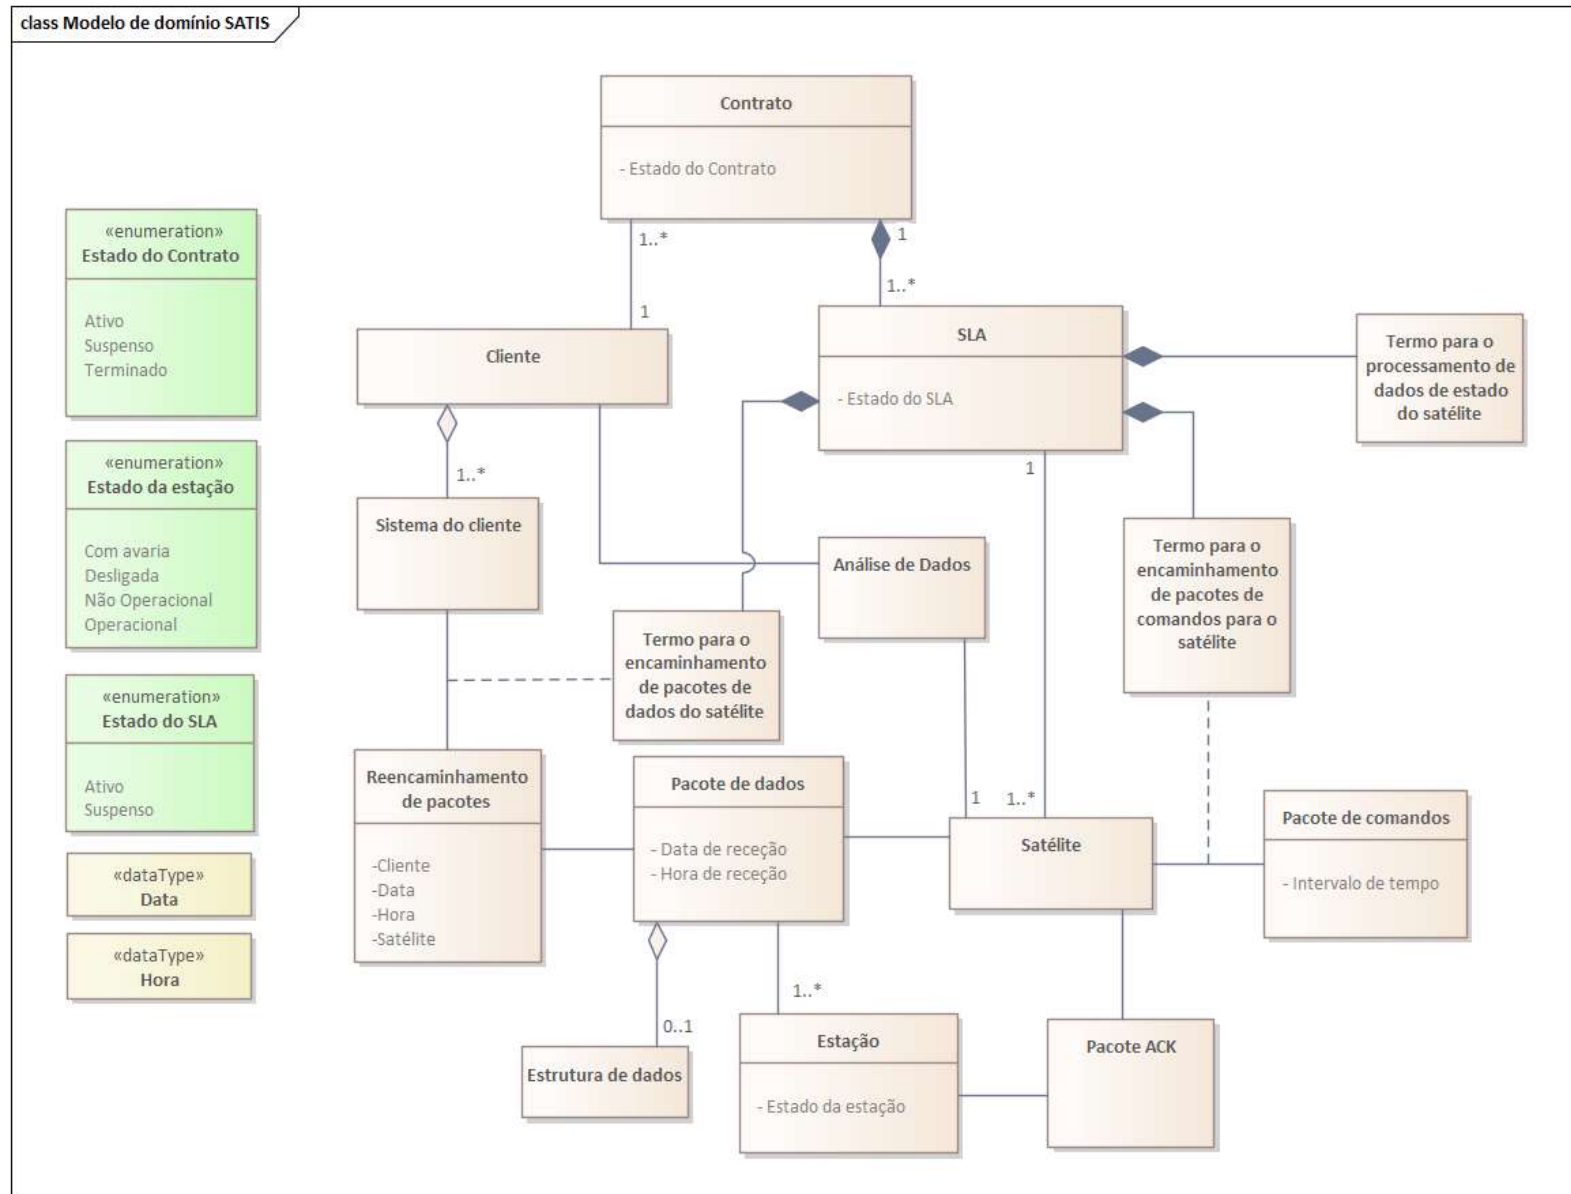 class Modelo de domínio SATIS
Contrato
- Estado do Contrato
1..*
1
1
1..*
«enumeration»
Estado do Contrato
Ativo
Suspenso
Terminado
Cliente
SLA
- Estado do SLA
Termo para o
processamento de
dados de estado
do satélite
«enumeration»
Estado da estação
Com avaria
Desligada
Não Operacional
Operacional
1..*
1
Sistema do cliente
Análise de Dados
Termo para o
encaminhamento
de pacotes de
comandos para o
satélite
Termo para o
encaminhamento
de pacotes de
dados do satélite
«enumeration»
Estado do SLA
Ativo
Suspenso
Reencaminhamento
de pacotes
-Cliente
-Data
-Hora
-Satélite
Pacote de dados
- Data de receção
- Hora de receção
1
1..*
Satélite
Pacote de comandos
- Intervalo de tempo
«dataType»
Data
«dataType»
Hora
1..*
0..1
Estrutura de dados
Estação
- Estado da estação
Pacote ACK